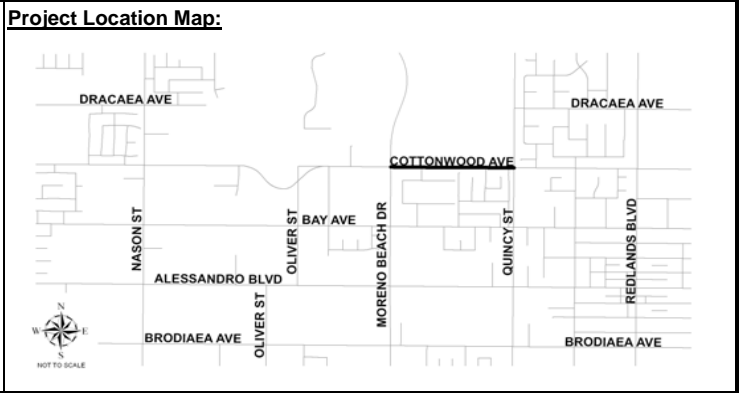 Project Location Map:
DRACAEA AVE
DRACAEA AVE
COTTONWOOD AVE
NASON ST
OLIVER ST
BAY AVE
MORENO BEACH DR
QUINCY ST
REDLANDS BLVD
ALESSANDRO BLVD
OLIVER ST
N
W
E
S
NOT TO SCALE
BRODIAEA AVE
BRODIAEA AVE